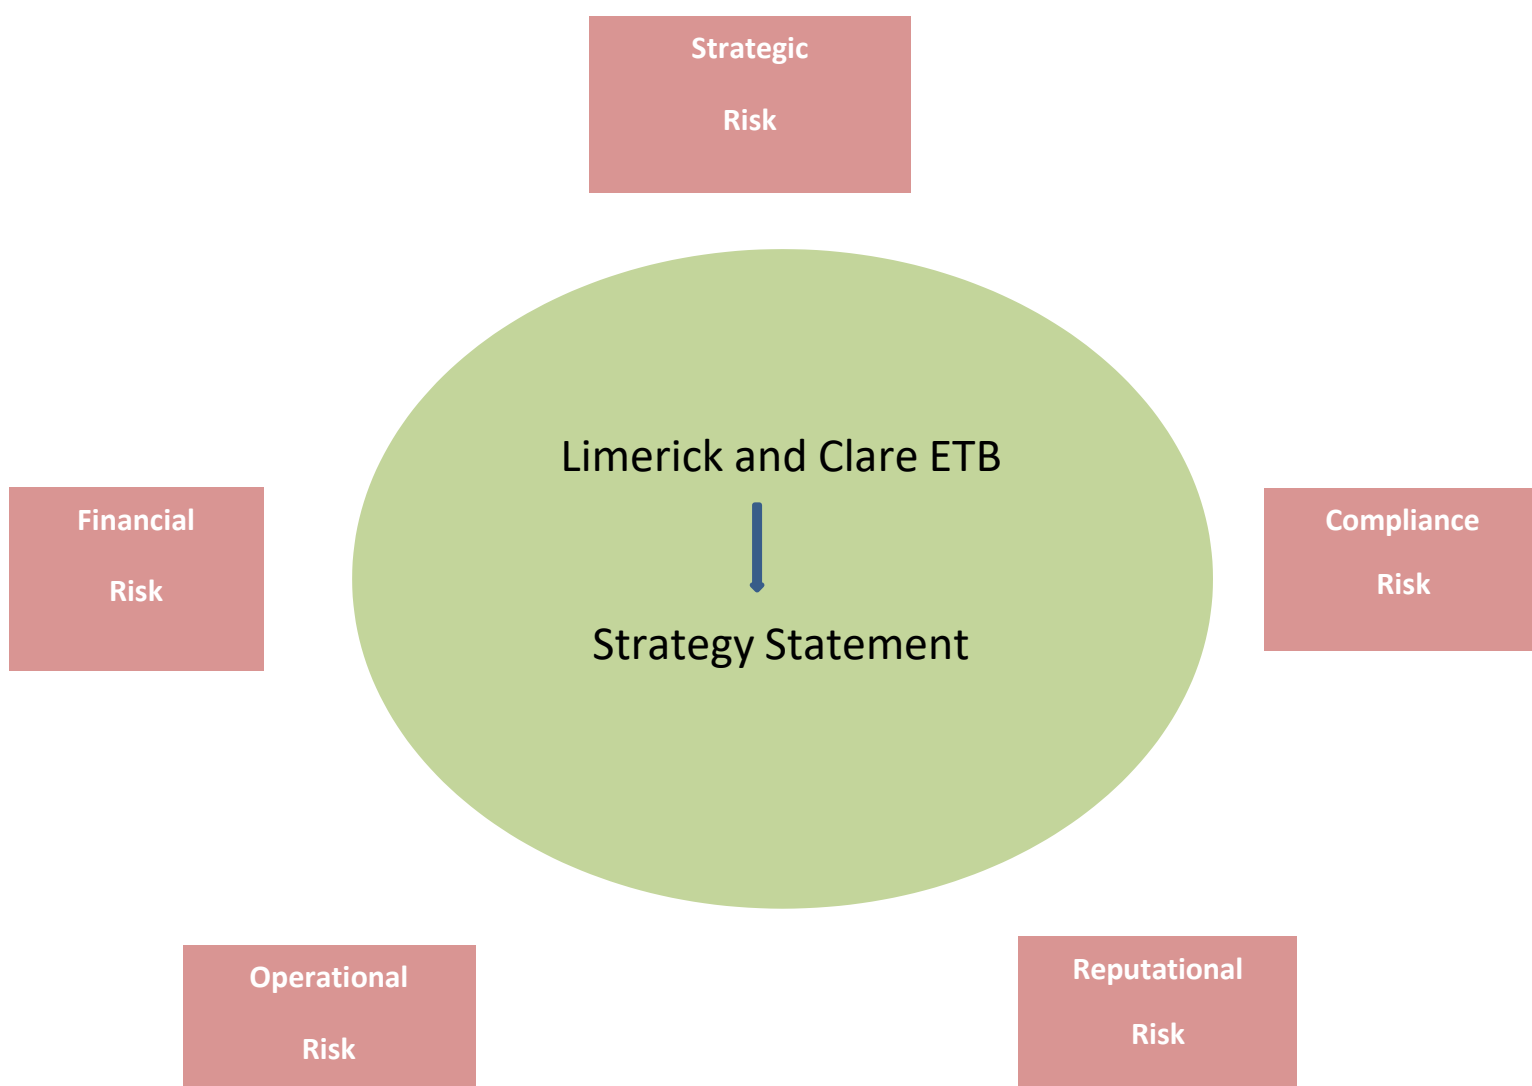 Strategic
Risk
Limerick and Clare ETB
Strategy Statement
Financial
Risk
Compliance
Risk
Operational
Risk
Reputational
Risk